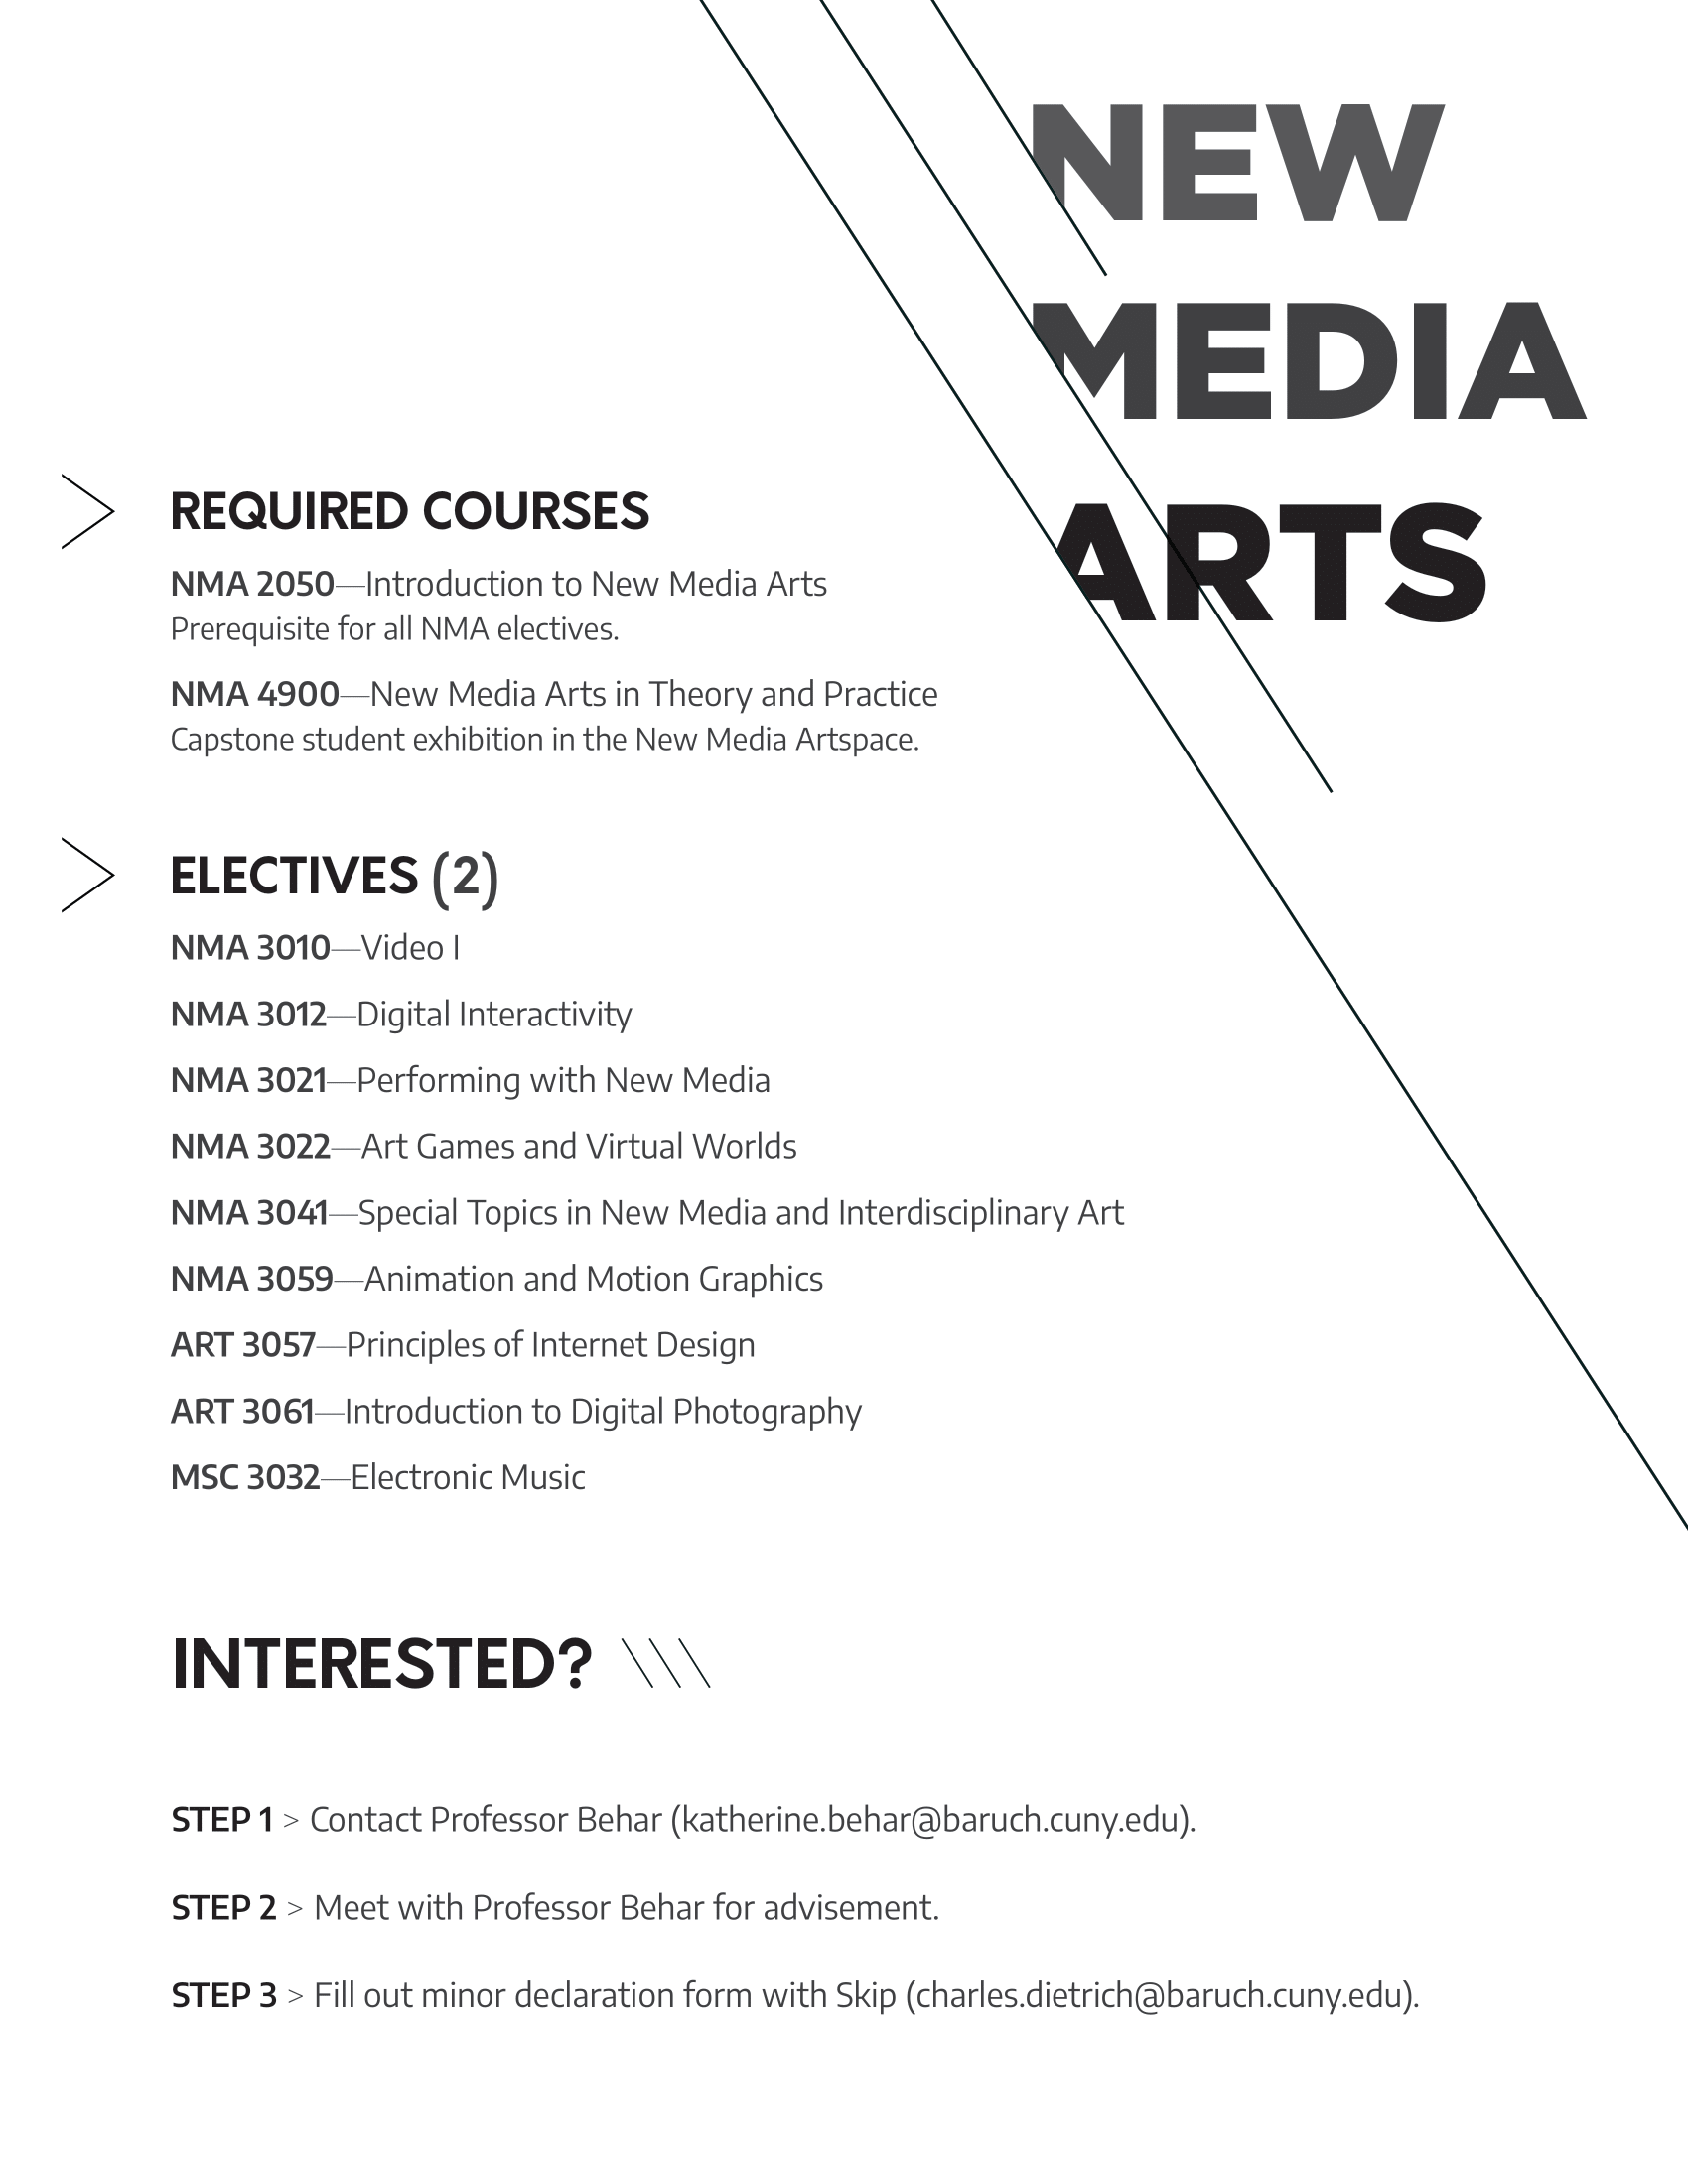 NEW
MEDIA
ARTS
REQUIRED COURSES
NMA 2050—Introduction to New Media Arts
Prerequisite for all NMA electives.
NMA 4900—New Media Arts in Theory and Practice
Capstone student exhibition in the New Media Artspace.
ELECTIVES (2)
NMA 3010—Video I
NMA 3012—Digital Interactivity
NMA 3021—Performing with New Media
NMA 3022—Art Games and Virtual Worlds
NMA 3041—Special Topics in New Media and Interdisciplinary Art
NMA 3059—Animation and Motion Graphics
ART 3057—Principles of Internet Design
ART 3061—Introduction to Digital Photography
MSC 3032—Electronic Music
INTERESTED?
STEP 1 > Contact Professor Behar (katherine.behar@baruch.cuny.edu).
STEP 2 > Meet with Professor Behar for advisement.
STEP 3 > Fill out minor declaration form with Skip (charles.dietrich@baruch.cuny.edu).